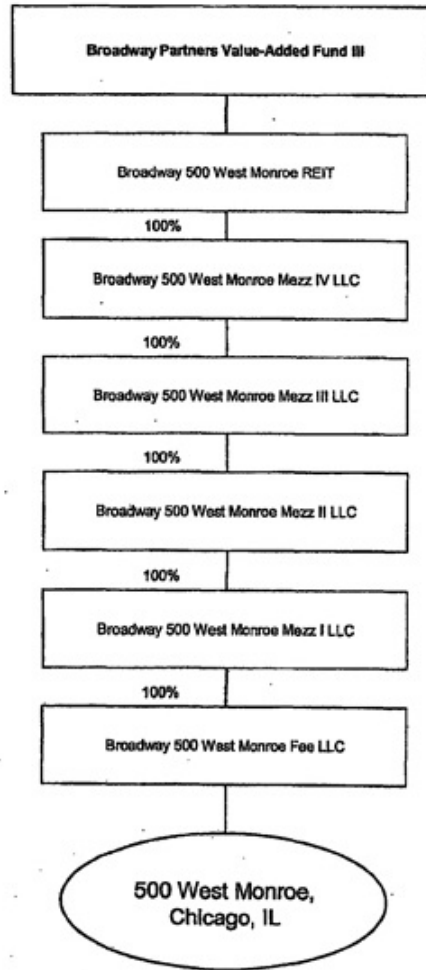 Broadway Partners Value-Added Fund III
Broadway 500 West Monroe REIT
100%
Broadway 500 West Monroe Mezz IV LLC
100%
Broadway 500 West Monroe Mezz III LLC
100%
Broadway 500 West Monroe Mezz II LLC
100%
Broadway 500 West Monroe Mezz I LLC
100%
Broadway 500 West Monroe Fee LLC
500 West Monroe,
Chicago, IL